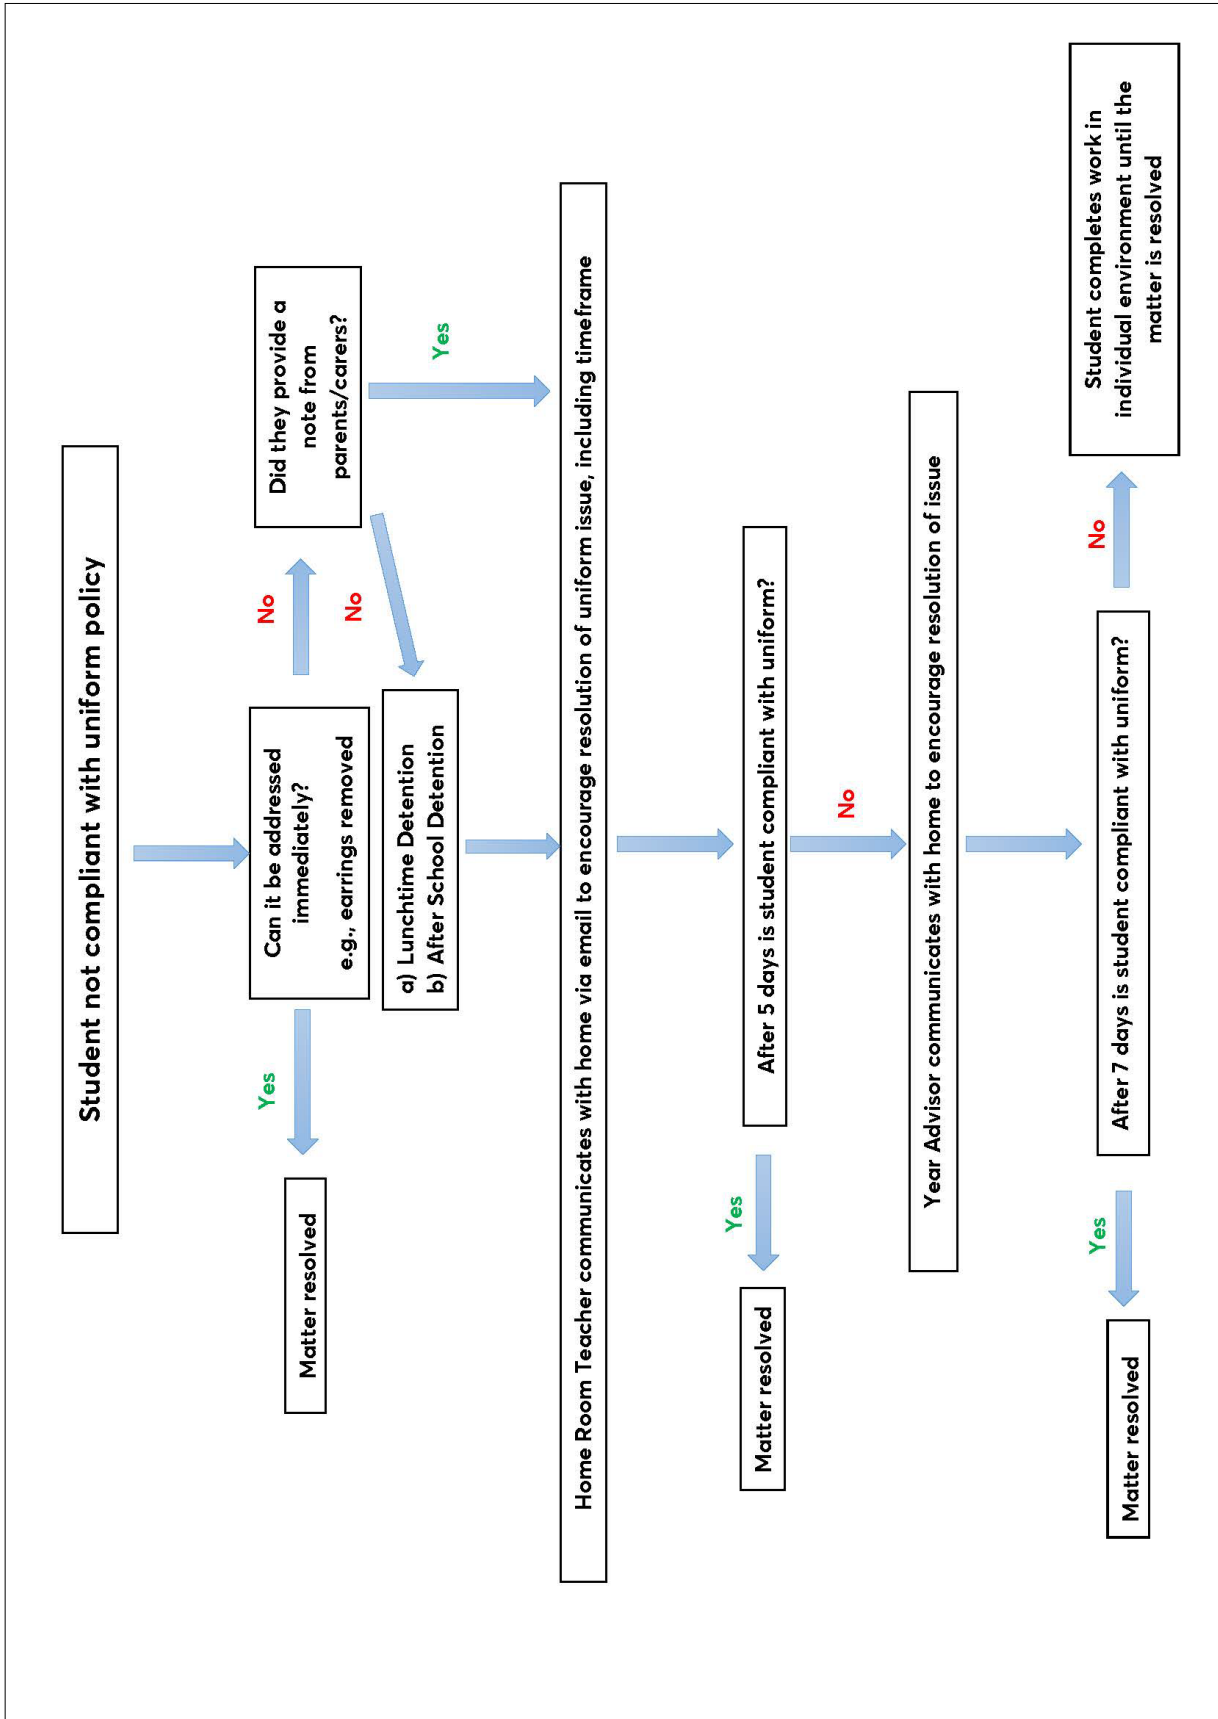 Student not compliant with uniform policy
Can it be addressed
immediately?
e.g., earrings removed
Yes
Matter resolved
No
Did they provide a
note from
parents/carers?
No
Yes
a) Lunchtime Detention
b) After School Detention
Home Room Teacher communicates with home via email to encourage resolution of uniform issue, including timeframe
After 5 days is student compliant with uniform?
Yes
Matter resolved
No
Year Advisor communicates with home to encourage resolution of issue
After 7 days is student compliant with uniform?
Yes
Matter resolved
No
Student completes work in
individual environment until the
matter is resolved